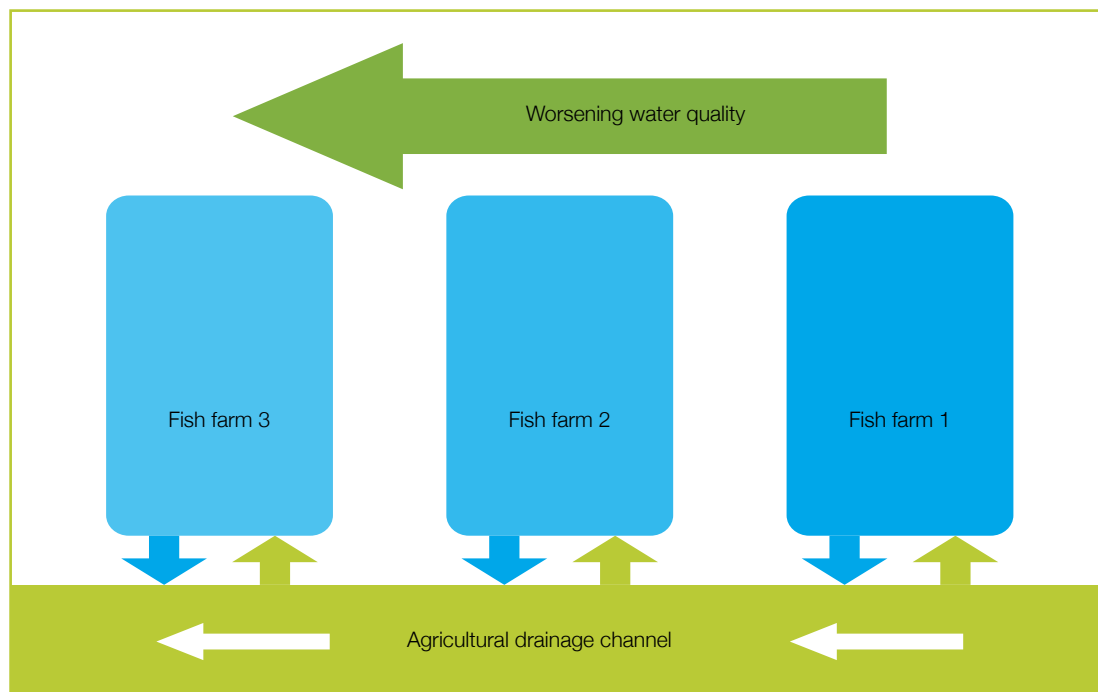 Worsening water quality
Fish farm 3
Fish farm 2
Fish farm 1
Agricultural drainage channel